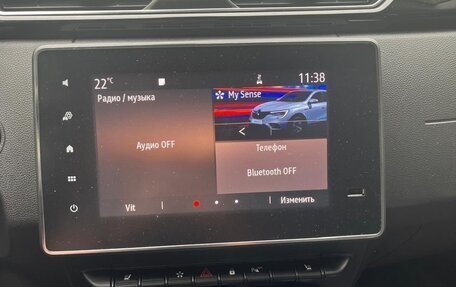 22°C
11:38
Радио / музыка
My Sense
Аудио OFF
Телефон
Bluetooth OFF
Vit
Изменить